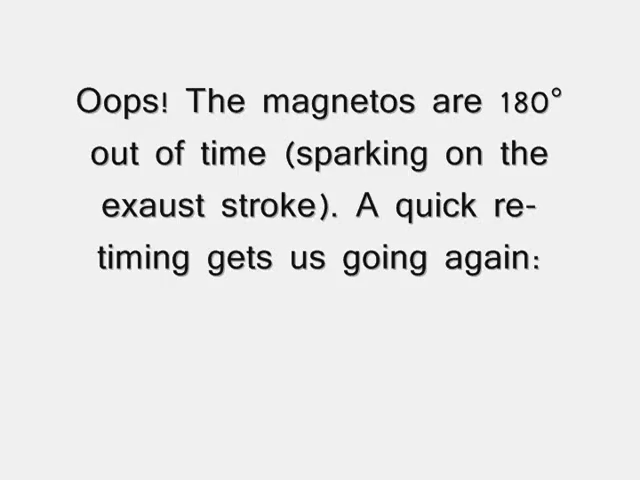 Oops! The magnetos are 180°
out of time (sparking on the
exaust stroke). A quick re-
timing gets us going again: